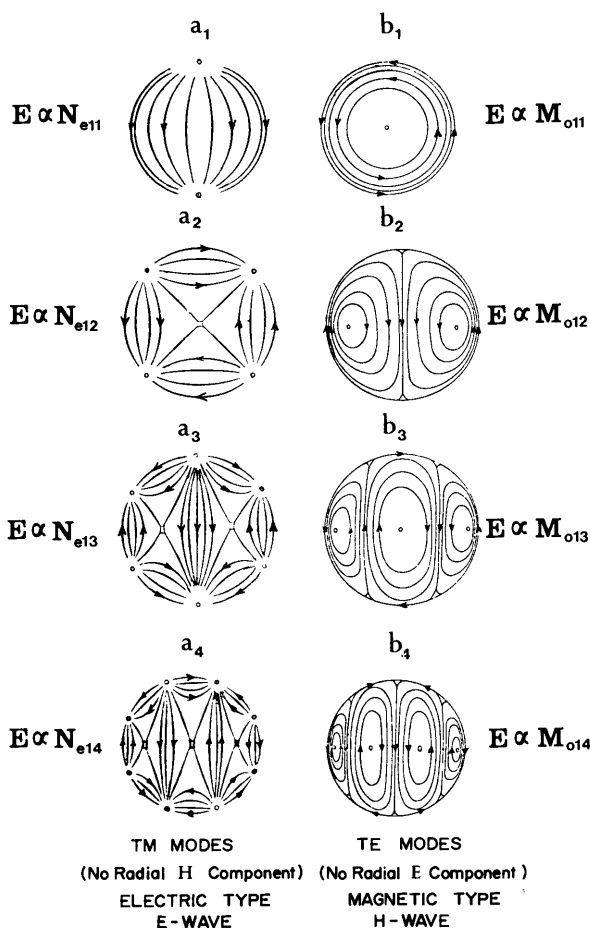 a₁ b₁
E ∝ Nₑ₁₁ E ∝ Mₒ₁₁
a₂ b₂
E ∝ Nₑ₁₂ E ∝ Mₒ₁₂
a₃ b₃
E ∝ Nₑ₁₃ E ∝ Mₒ₁₃
a₄ b₄
E ∝ Nₑ₁₄ E ∝ Mₒ₁₄
TM MODES TE MODES
(No Radial H Component) (No Radial E Component)
ELECTRIC TYPE MAGNETIC TYPE
E-WAVE H-WAVE